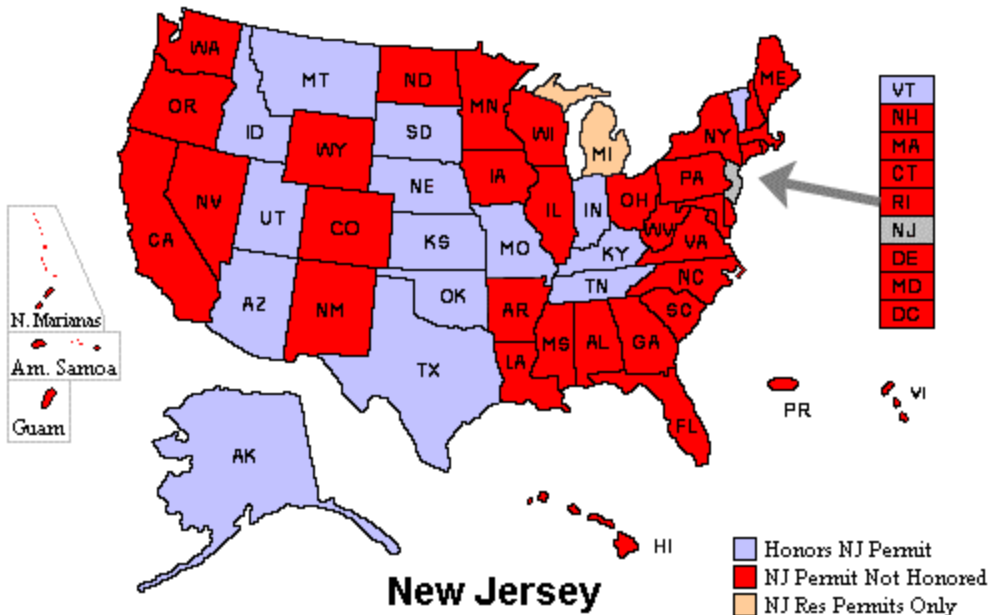 WA
MT
ND
MN
ME
OR
ID
SD
WI
MI
NY
WY
IA
PA
NV
UT
NE
IL
IN
OH
CO
KS
MO
WV
VA
CA
KY
AZ
NM
OK
TN
NC
AR
SC
TX
LA
MS
AL
GA
FL
AK
HI
PR
VI
VT
NH
MA
CT
RI
NJ
DE
MD
DC
N. Marianas
Am. Samoa
Guam
New Jersey
Honors NJ Permit
NJ Permit Not Honored
NJ Res Permits Only